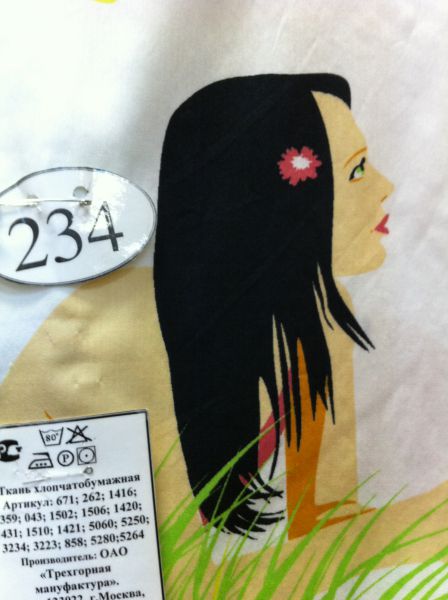 234
80°
P
Ткань хлопчатобумажная
Артикул: 671; 262; 1416;
359; 043; 1502; 1506; 1420;
431; 1510; 1421; 5060; 5250;
3234; 3223; 858; 5280;5264
Производитель: ОАО
«Трехгорная
мануфактура».
г.Москва,